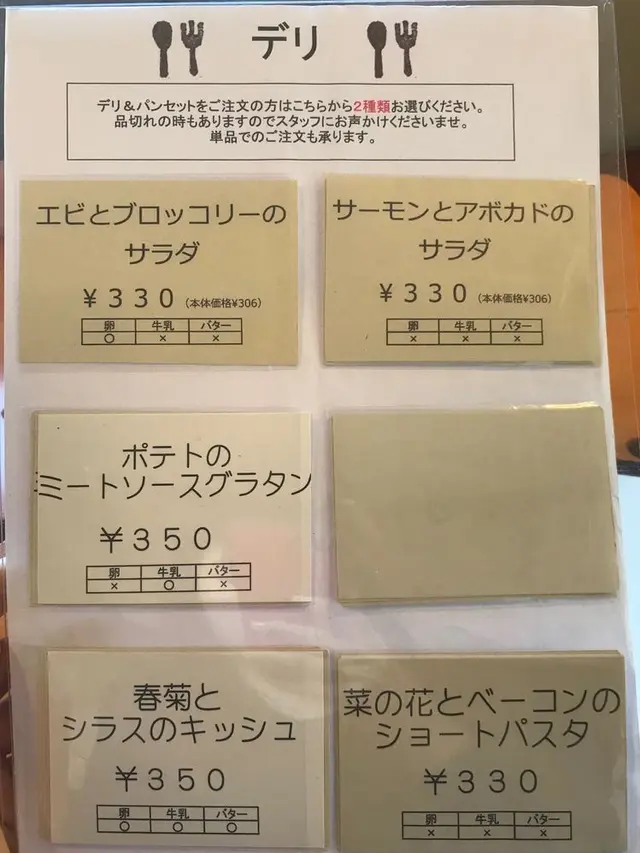 デリ
デリ＆パンセットをご注文の方はこちらから2種類お選びください。
品切れの時もありますのでスタッフにお声かけくださいませ。
単品でのご注文も承ります。
エビとブロッコリーの
サラダ
￥３３０（本体価格¥306）
卵 牛乳 バター
○ × ×
サーモンとアボカドの
サラダ
￥３３０（本体価格¥306）
卵 牛乳 バター
× × ×
ポテトの
ミートソースグラタン
￥３５０
卵 牛乳 バター
× ○ ×
春菊と
シラスのキッシュ
￥３５０
卵 牛乳 バター
○ ○ ○
菜の花とベーコンの
ショートパスタ
￥３３０
卵 牛乳 バター
× × ×